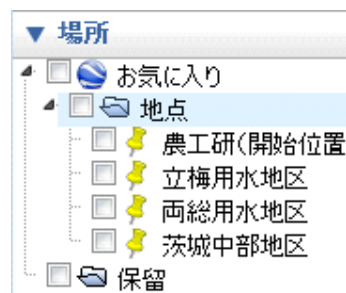 ▼ 場所
お気に入り
地点
農工研(開始位置
立梅用水地区
両総用水地区
茨城中部地区
保留